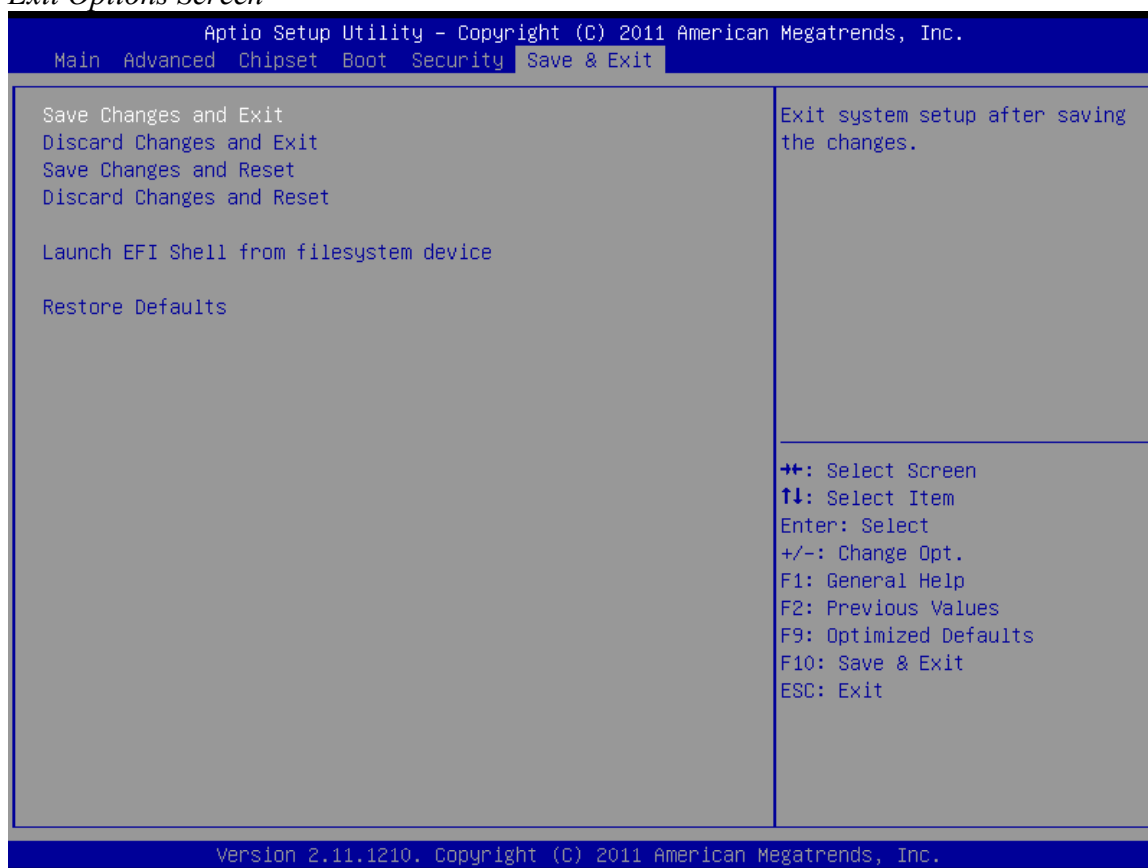 Exit Options Screen
Aptio Setup Utility – Copyright (C) 2011 American Megatrends, Inc.
Main Advanced Chipset Boot Security Save & Exit
Save Changes and Exit
Discard Changes and Exit
Save Changes and Reset
Discard Changes and Reset
Launch EFI Shell from filesystem device
Restore Defaults
Exit system setup after saving
the changes.
→←: Select Screen
↑↓: Select Item
Enter: Select
+/-: Change Opt.
F1: General Help
F2: Previous Values
F9: Optimized Defaults
F10: Save & Exit
ESC: Exit
Version 2.11.1210. Copyright (C) 2011 American Megatrends, Inc.